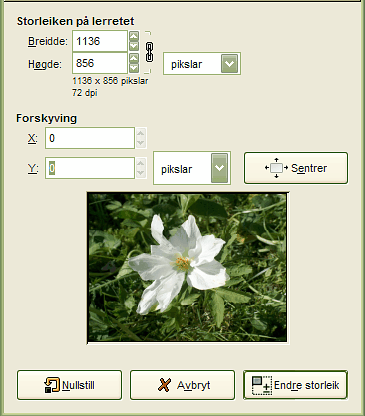 Storleiken på lerretet
Breidde: 1136
Høgde: 856 pikslar
1136 x 856 pikslar
72 dpi
Forskyving
X: 0
Y: 0 pikslar Sentrer
Nullstill Avbryt Endre storleik